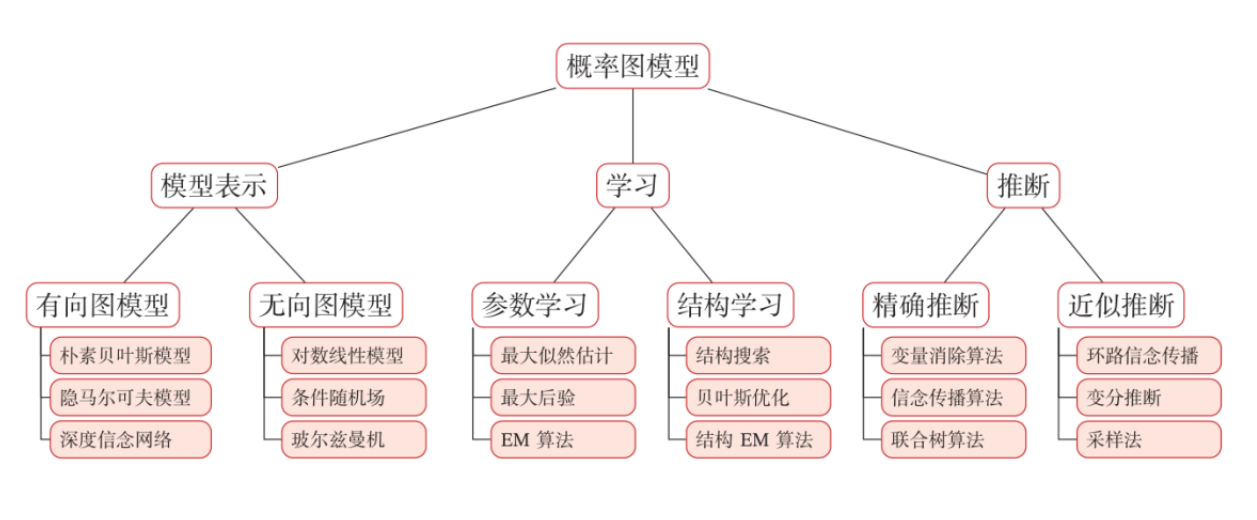 概率图模型
模型表示
学习
推断
有向图模型
无向图模型
参数学习
结构学习
精确推断
近似推断
朴素贝叶斯模型
对数线性模型
最大似然估计
结构搜索
变量消除算法
环路信念传播
隐马尔可夫模型
条件随机场
最大后验
贝叶斯优化
信念传播算法
变分推断
深度信念网络
玻尔兹曼机
EM 算法
结构 EM 算法
联合树算法
采样法